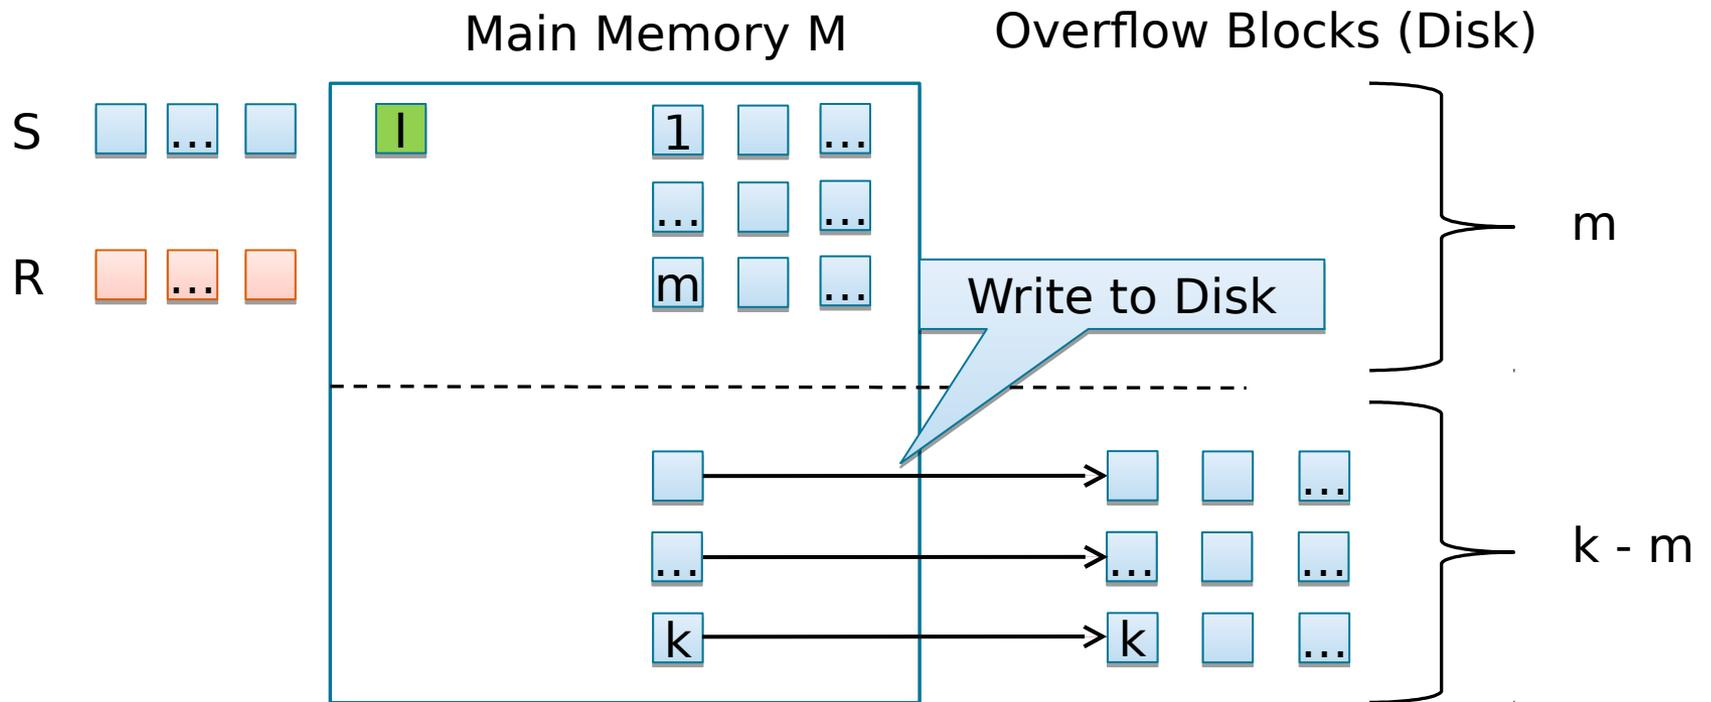 Main Memory M
Overflow Blocks (Disk)
S
...
I
1
...
...
...
m
R
...
m
...
Write to Disk
...
...
...
...
k - m
k
k
...